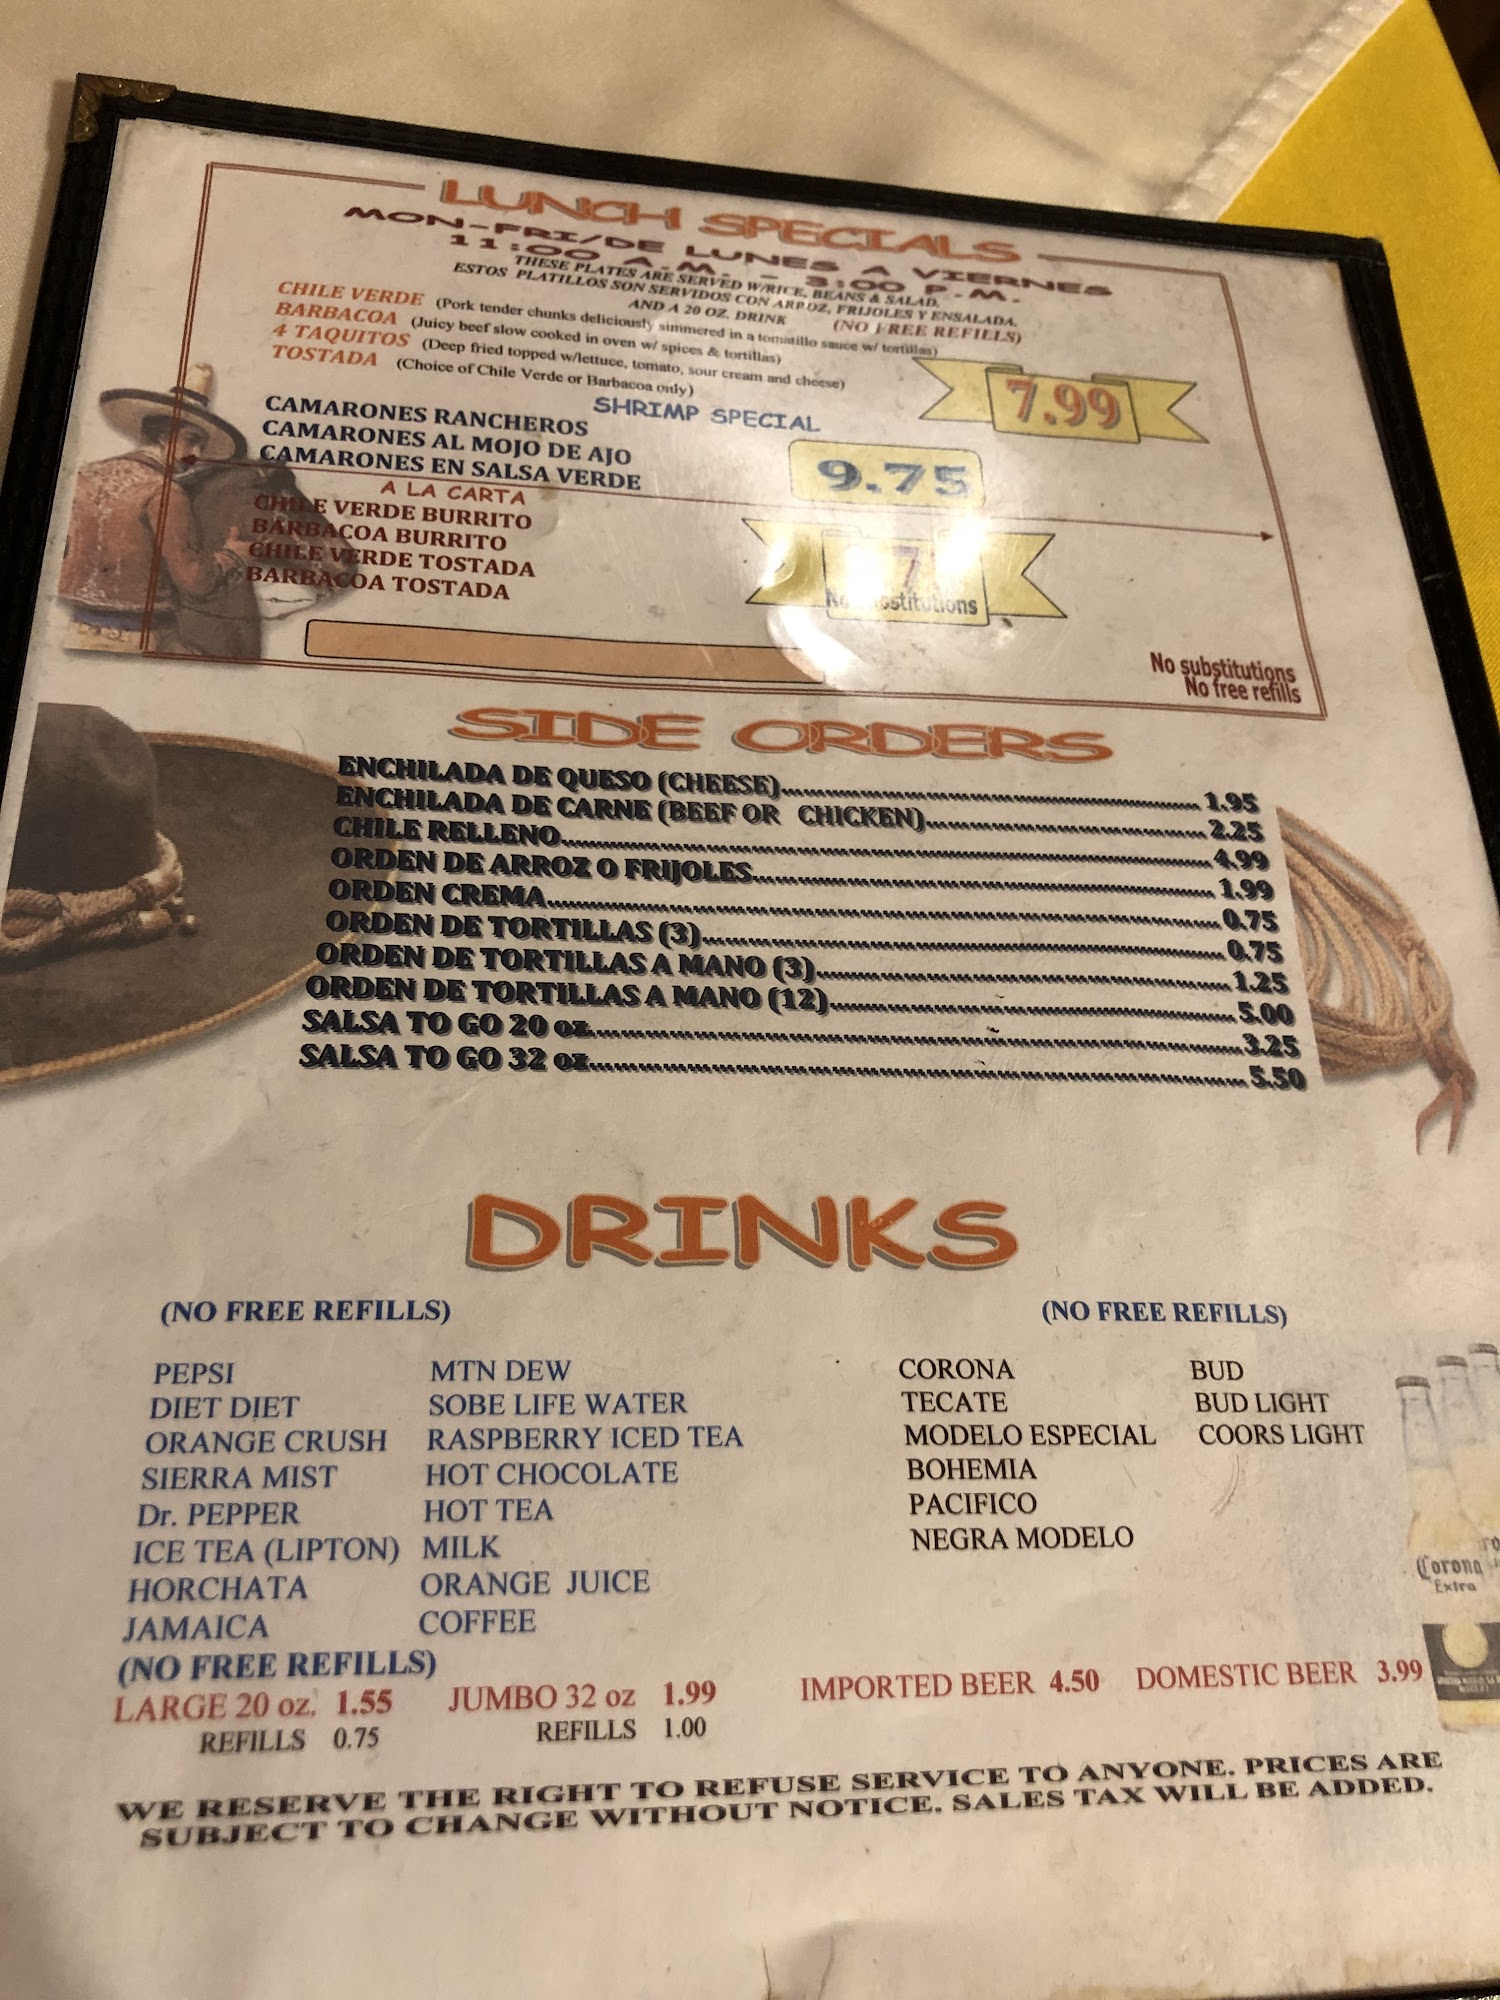 LUNCH SPECIALS
MON-FRI/DE LUNES A VIERNES
11:00 A.M. - 3:00 P.M.
THESE PLATES ARE SERVED W/RICE, BEANS & SALAD.
ESTOS PLATILLOS SON SERVIDOS CON ARROZ, FRIJOLES Y ENSALADA.
AND A 20 OZ. DRINK (NO FREE REFILLS)
CHILE VERDE (Pork tender chunks deliciously simmered in a tomatillo sauce w/ tortillas)
BARBACOA (Juicy beef slow cooked in oven w/ spices & tortillas)
4 TAQUITOS (Deep fried topped w/lettuce, tomato, sour cream and cheese)
TOSTADA (Choice of Chile Verde or Barbacoa only)
7.99
SHRIMP SPECIAL
CAMARONES RANCHEROS
CAMARONES AL MOJO DE AJO
CAMARONES EN SALSA VERDE
9.75
A LA CARTA
CHILE VERDE BURRITO
BARBACOA BURRITO
CHILE VERDE TOSTADA
BARBACOA TOSTADA
No substitutions
No free refills
SIDE ORDERS
ENCHILADA DE QUESO (CHEESE) 1.95
ENCHILADA DE CARNE (BEEF OR CHICKEN) 2.25
CHILE RELLENO 4.99
ORDEN DE ARROZ O FRIJOLES 1.99
ORDEN CREMA 0.75
ORDEN DE TORTILLAS (3) 0.75
ORDEN DE TORTILLAS A MANO (3) 1.25
ORDEN DE TORTILLAS A MANO (12) 5.00
SALSA TO GO 20 oz 3.25
SALSA TO GO 32 oz 5.50
DRINKS
(NO FREE REFILLS)
PEPSI MTN DEW
DIET DIET SOBE LIFE WATER
ORANGE CRUSH RASPBERRY ICED TEA
SIERRA MIST HOT CHOCOLATE
Dr. PEPPER HOT TEA
ICE TEA (LIPTON) MILK
HORCHATA ORANGE JUICE
JAMAICA COFFEE
(NO FREE REFILLS)
LARGE 20 oz. 1.55 JUMBO 32 oz 1.99
REFILLS 0.75 REFILLS 1.00
(NO FREE REFILLS)
CORONA BUD
TECATE BUD LIGHT
MODELO ESPECIAL COORS LIGHT
BOHEMIA
PACIFICO
NEGRA MODELO
IMPORTED BEER 4.50 DOMESTIC BEER 3.99
Corona
Extra
WE RESERVE THE RIGHT TO REFUSE SERVICE TO ANYONE. PRICES ARE
SUBJECT TO CHANGE WITHOUT NOTICE. SALES TAX WILL BE ADDED.